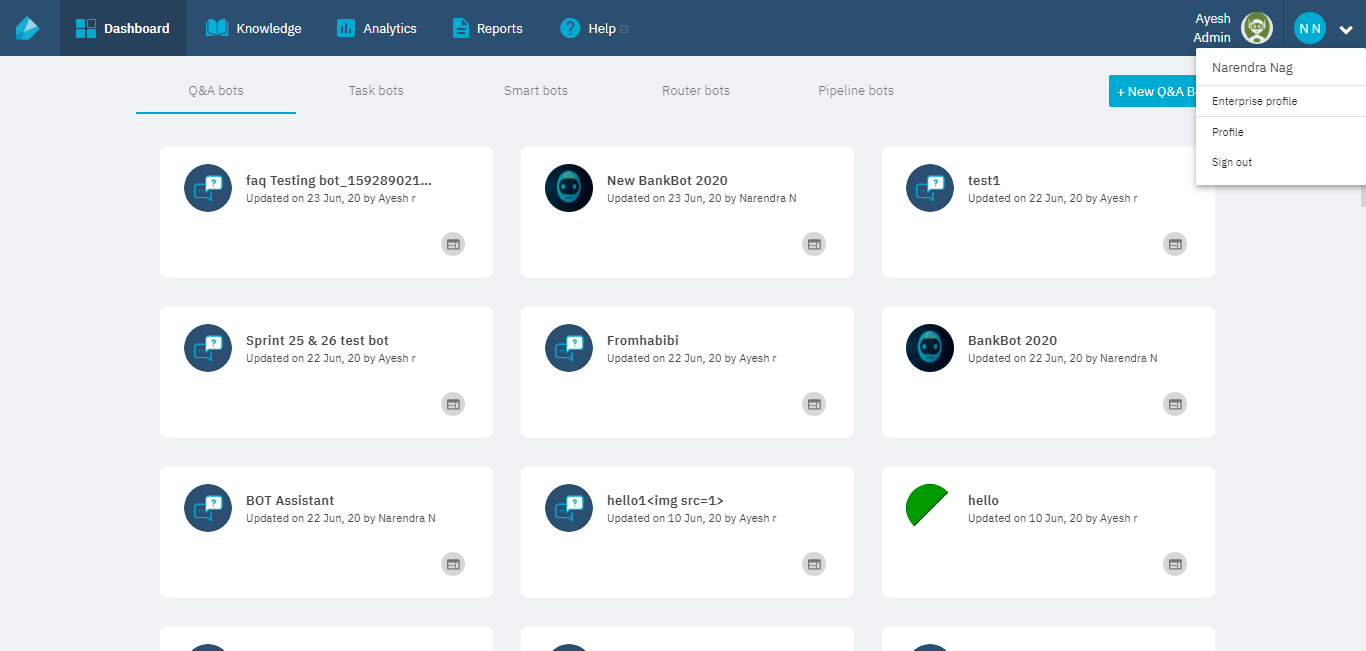 Dashboard
Knowledge
Analytics
Reports
Help
Ayesh
Admin
N N
Narendra Nag
Enterprise profile
Profile
Sign out
Q&A bots
Task bots
Smart bots
Router bots
Pipeline bots
+ New Q&A B
faq Testing bot_159289021...
Updated on 23 Jun, 20 by Ayesh r
New BankBot 2020
Updated on 23 Jun, 20 by Narendra N
test1
Updated on 22 Jun, 20 by Ayesh r
Sprint 25 & 26 test bot
Updated on 22 Jun, 20 by Ayesh r
Fromhabibi
Updated on 22 Jun, 20 by Ayesh r
BankBot 2020
Updated on 22 Jun, 20 by Narendra N
BOT Assistant
Updated on 22 Jun, 20 by Narendra N
hello1<img src=1>
Updated on 10 Jun, 20 by Ayesh r
hello
Updated on 10 Jun, 20 by Ayesh r